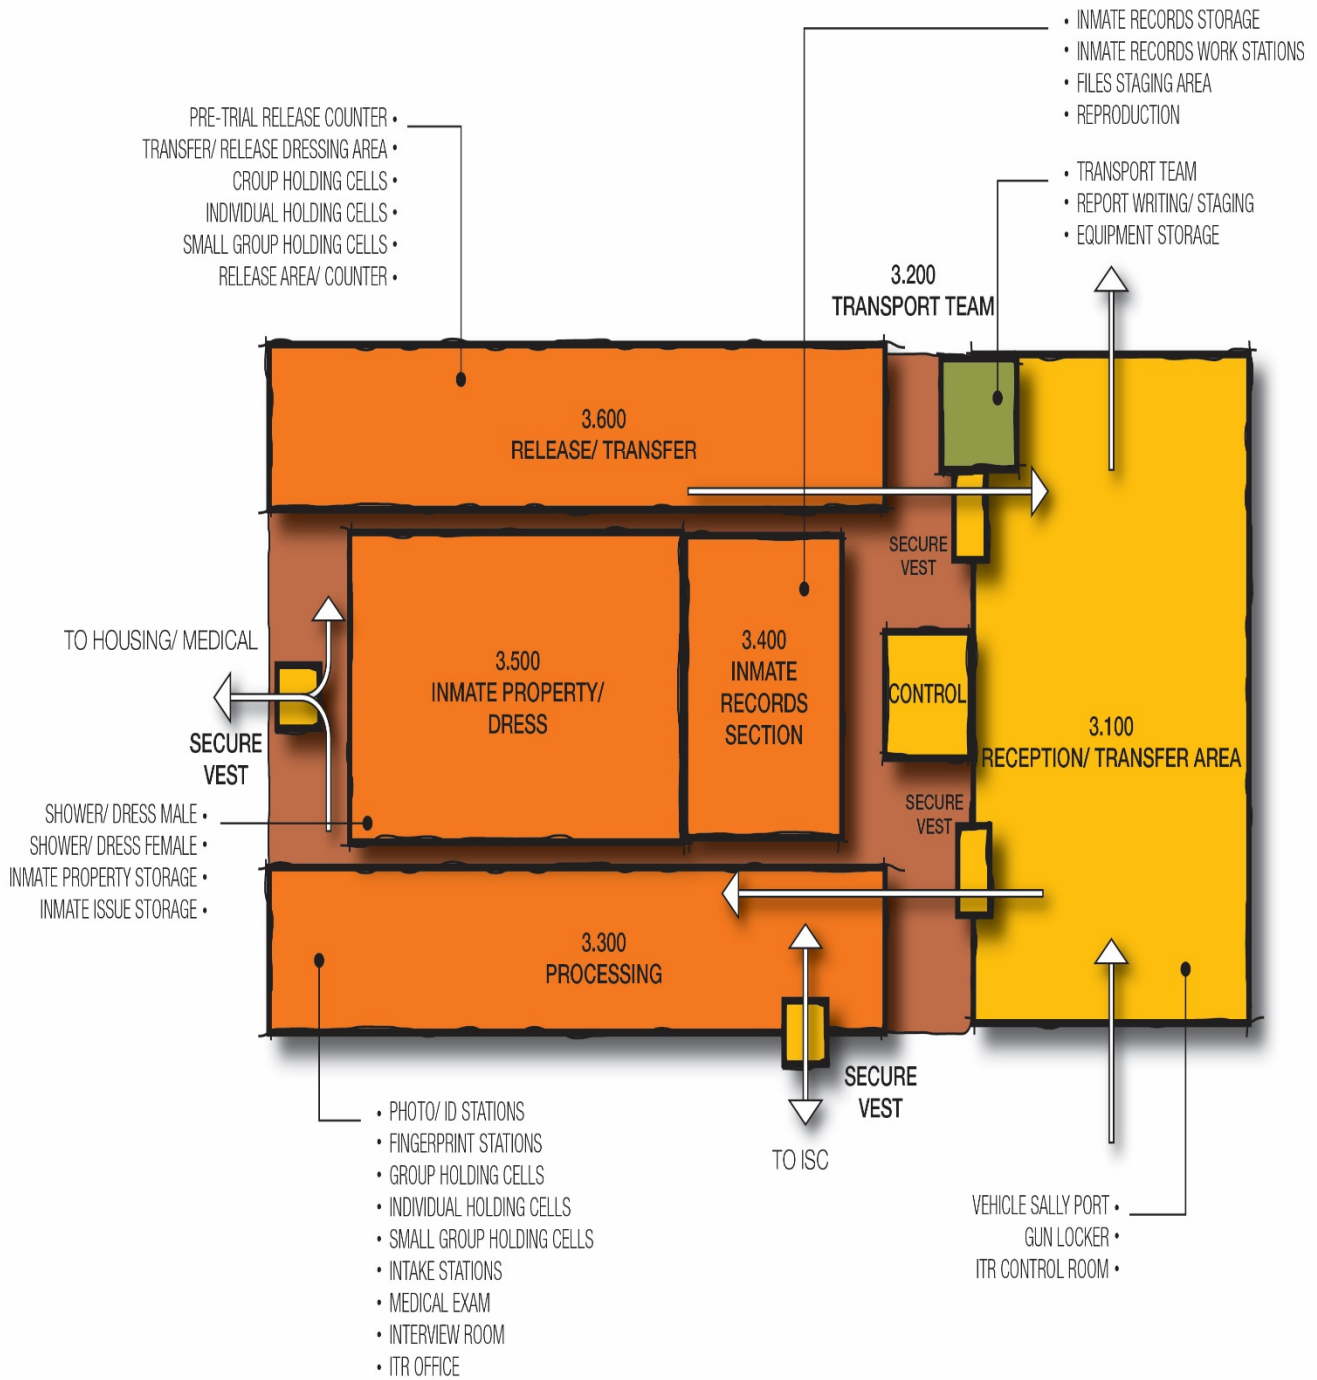 • INMATE RECORDS STORAGE
• INMATE RECORDS WORK STATIONS
• FILES STAGING AREA
• REPRODUCTION
PRE-TRIAL RELEASE COUNTER •
TRANSFER/ RELEASE DRESSING AREA •
CROUP HOLDING CELLS •
INDIVIDUAL HOLDING CELLS •
SMALL GROUP HOLDING CELLS •
RELEASE AREA/ COUNTER •
• TRANSPORT TEAM
• REPORT WRITING/ STAGING
• EQUIPMENT STORAGE
3.200
TRANSPORT TEAM
3.600
RELEASE/ TRANSFER
SECURE
VEST
TO HOUSING/ MEDICAL
SECURE
VEST
3.500
INMATE PROPERTY/
DRESS
3.400
INMATE
RECORDS
SECTION
CONTROL
3.100
RECEPTION/ TRANSFER AREA
SECURE
VEST
SHOWER/ DRESS MALE •
SHOWER/ DRESS FEMALE •
INMATE PROPERTY STORAGE •
INMATE ISSUE STORAGE •
3.300
PROCESSING
SECURE
VEST
TO ISC
• PHOTO/ ID STATIONS
• FINGERPRINT STATIONS
• GROUP HOLDING CELLS
• INDIVIDUAL HOLDING CELLS
• SMALL GROUP HOLDING CELLS
• INTAKE STATIONS
• MEDICAL EXAM
• INTERVIEW ROOM
• ITR OFFICE
VEHICLE SALLY PORT •
GUN LOCKER •
ITR CONTROL ROOM •